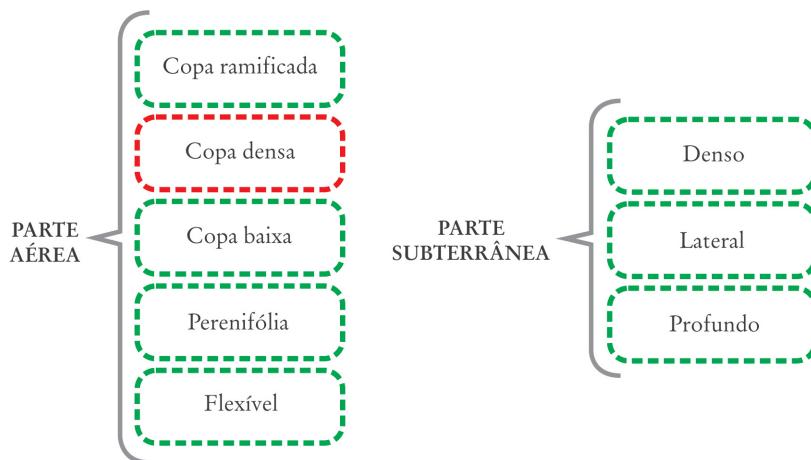 PARTE
AÉREA
Copa ramificada
Copa densa
Copa baixa
Perenifólia
Flexível
PARTE
SUBTERRÂNEA
Denso
Lateral
Profundo